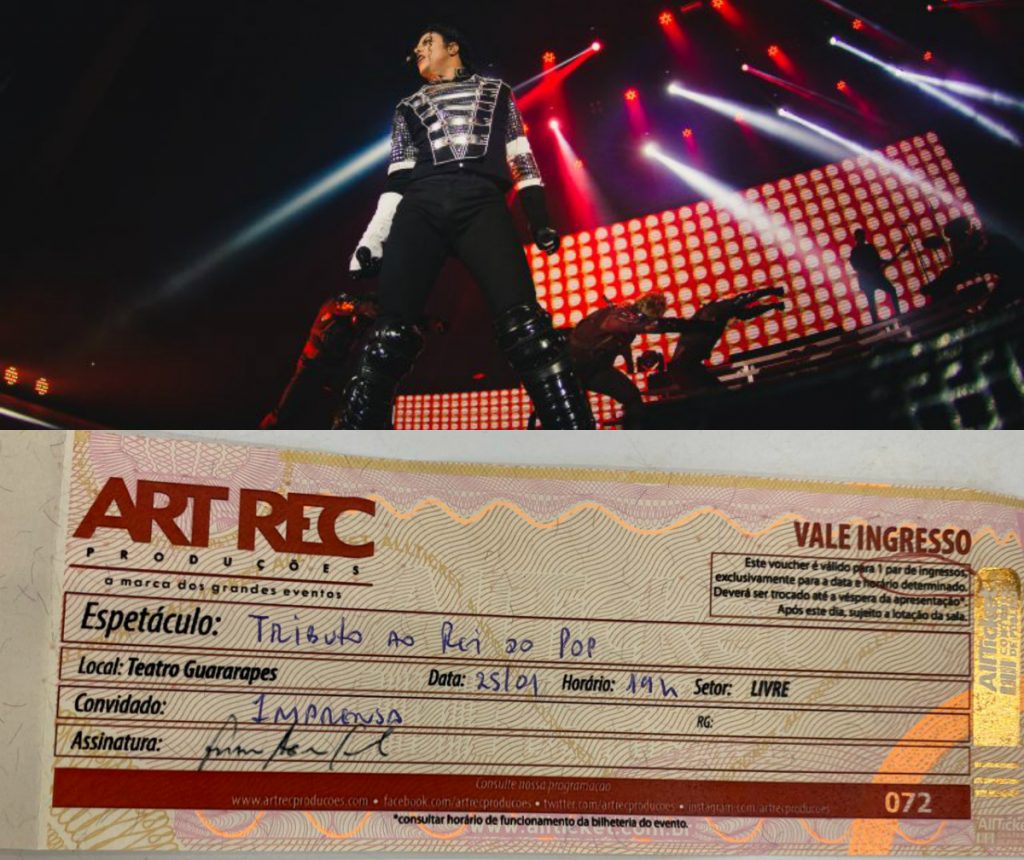 ART REC
PRODUÇÕES
a marca dos grandes eventos
VALE INGRESSO
Este voucher é válido para 1 par de ingressos,
exclusivamente para a data e horário determinado.
Deverá ser trocado até a véspera da apresentação*.
Após este dia, sujeito a lotação da sala.
Espetáculo: TRIBUTO AO REI DO POP
Local: Teatro Guararapes Data: 25/01 Horário: 19h Setor: LIVRE
Convidado: IMPRENSA RG:
Assinatura:
Consulte nossa programação
www.artrecproducoes.com • facebook.com/artrecproducoes • twitter.com/artrecproducoes • instagram.com/artrecproducoes
072
*consultar horário de funcionamento da bilheteria do evento.
www.allticket.com.br
ALLTICKET
AllTicket
AllTicket